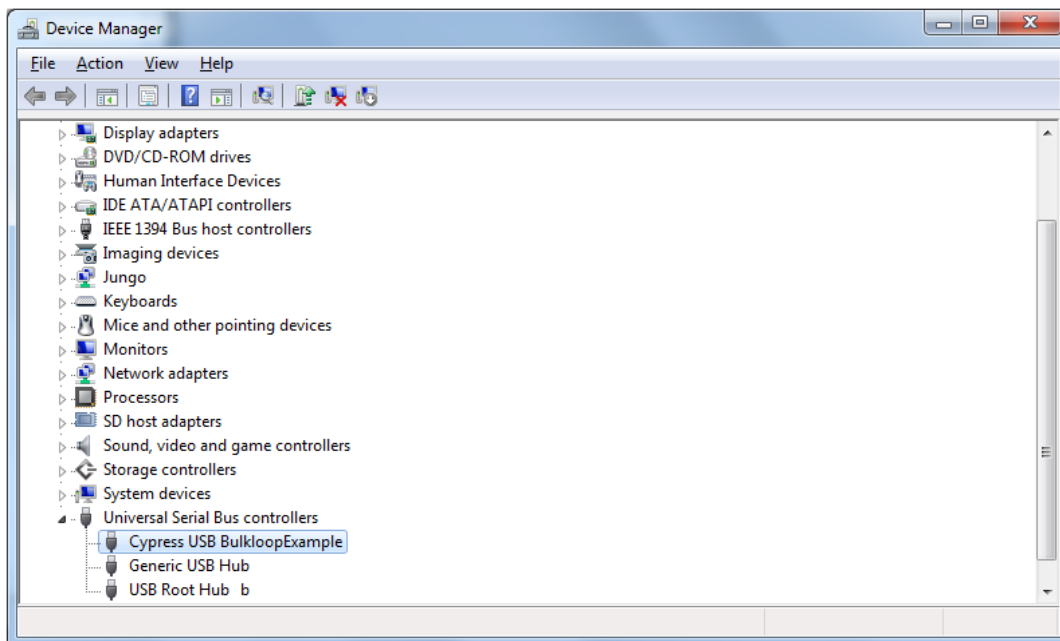 Device Manager
File Action View Help
Display adapters
DVD/CD-ROM drives
Human Interface Devices
IDE ATA/ATAPI controllers
IEEE 1394 Bus host controllers
Imaging devices
Jungo
Keyboards
Mice and other pointing devices
Monitors
Network adapters
Processors
SD host adapters
Sound, video and game controllers
Storage controllers
System devices
Universal Serial Bus controllers
Cypress USB BulkloopExample
Generic USB Hub
USB Root Hub b